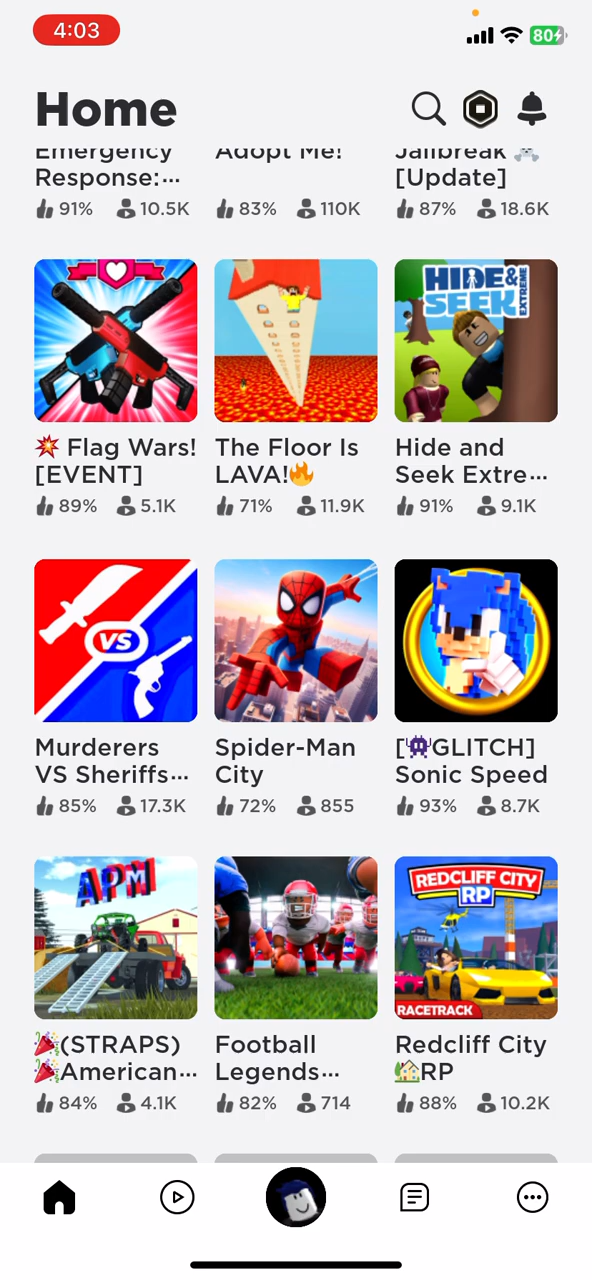 4:03
80
Home
Emergency
Response:...
Adopt Me!
Jailbreak ☠️
[Update]
91% 10.5K
83% 110K
87% 18.6K
HIDE&
SEEK
EXTREME
💥 Flag Wars!
[EVENT]
The Floor Is
LAVA!🔥
Hide and
Seek Extre...
89% 5.1K
71% 11.9K
91% 9.1K
VS
Murderers
VS Sheriffs...
Spider-Man
City
[👾GLITCH]
Sonic Speed
85% 17.3K
72% 855
93% 8.7K
APM
REDCLIFF CITY
RP
RACETRACK
🎉(STRAPS)
🎉American...
Football
Legends...
Redcliff City
🏡RP
84% 4.1K
82% 714
88% 10.2K